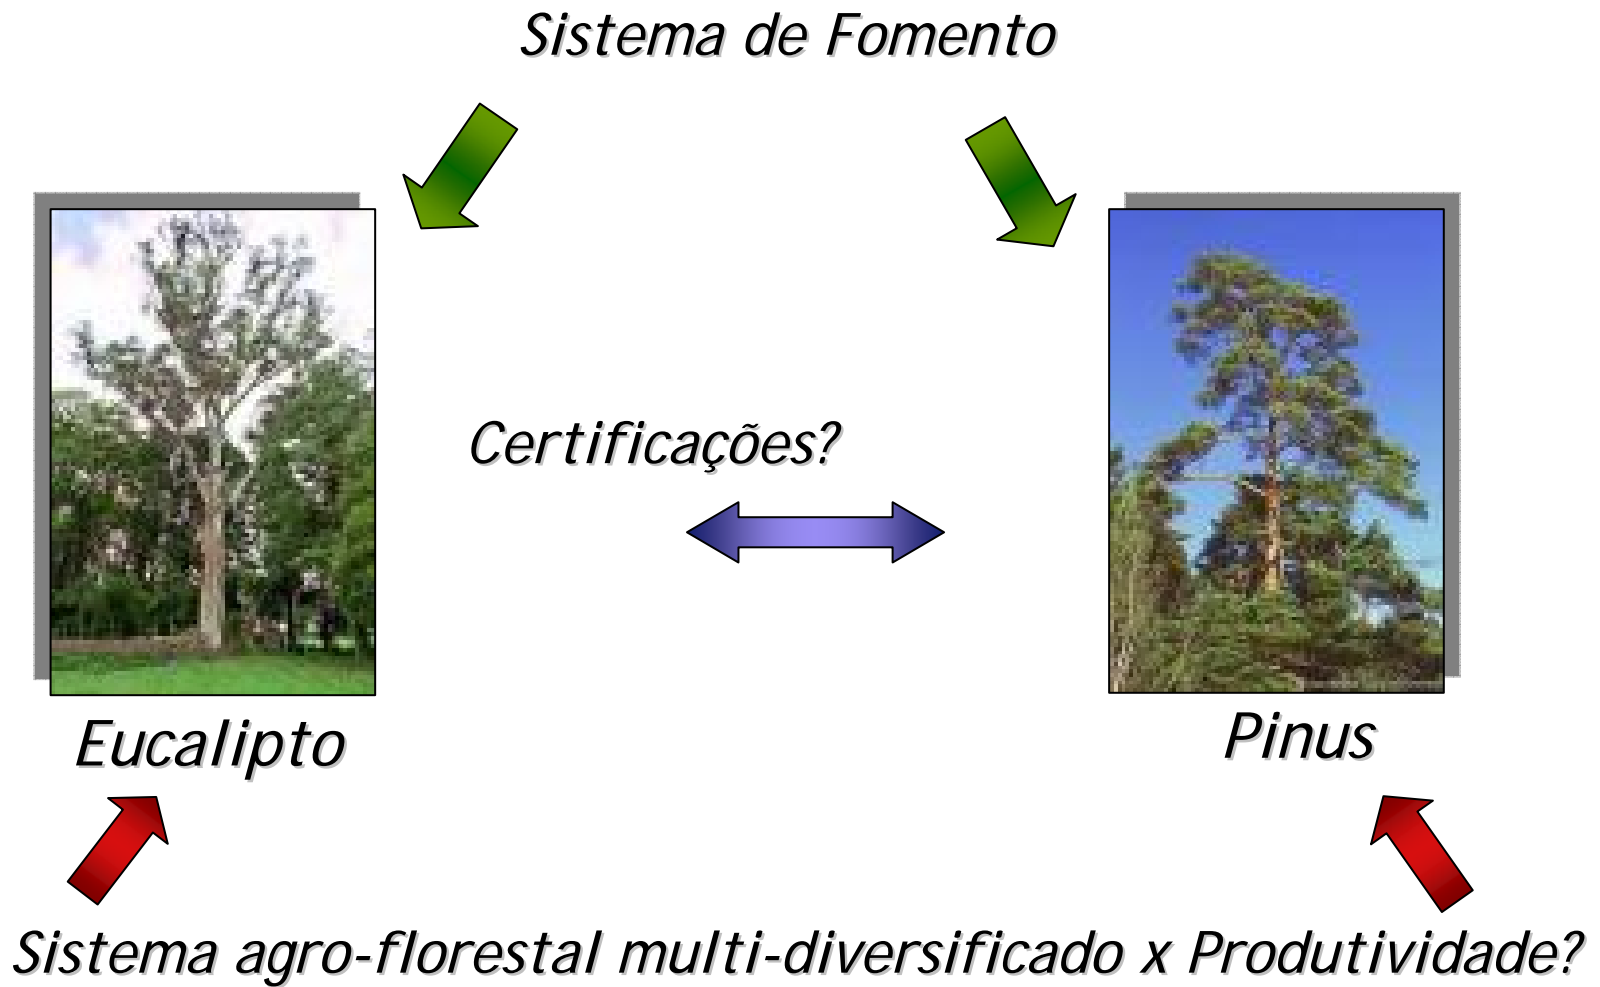 Sistema de Fomento
Certificações?
Eucalipto
Pinus
Sistema agro-florestal multi-diversificado x Produtividade?